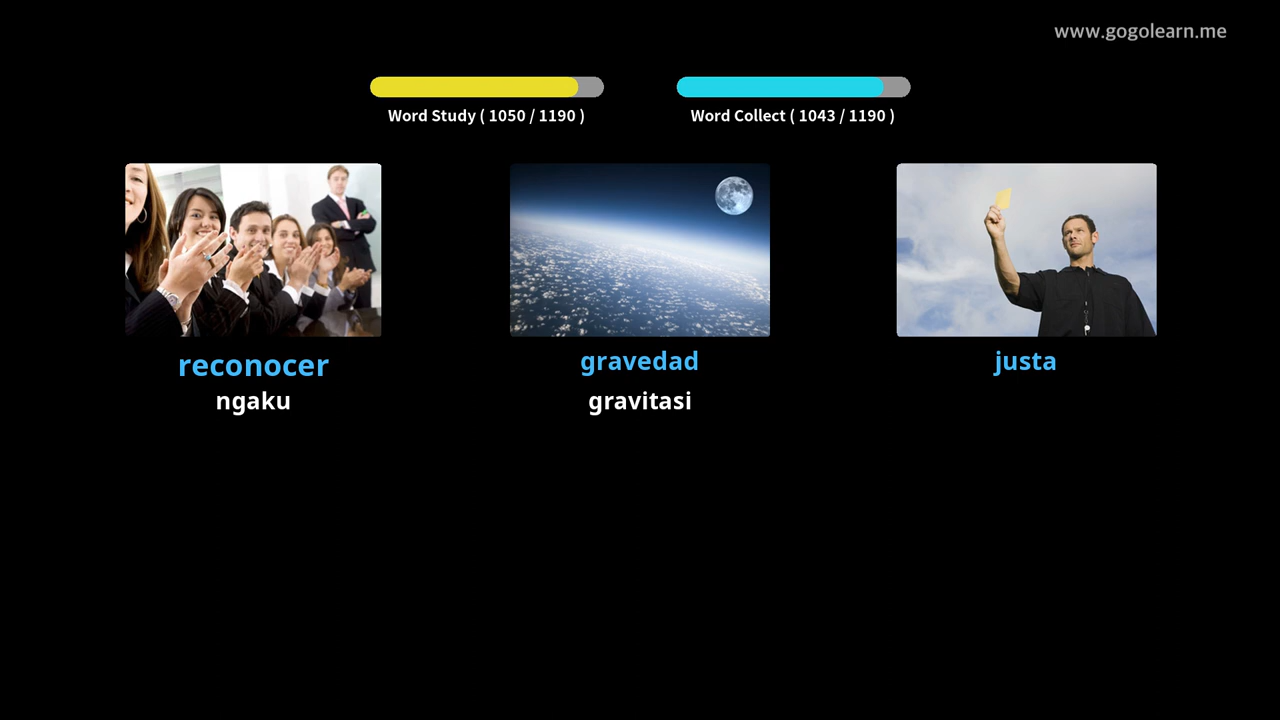 www.gogolearn.me
Word Study ( 1050 / 1190 )
Word Collect ( 1043 / 1190 )
reconocer
ngaku
gravedad
gravitasi
justa